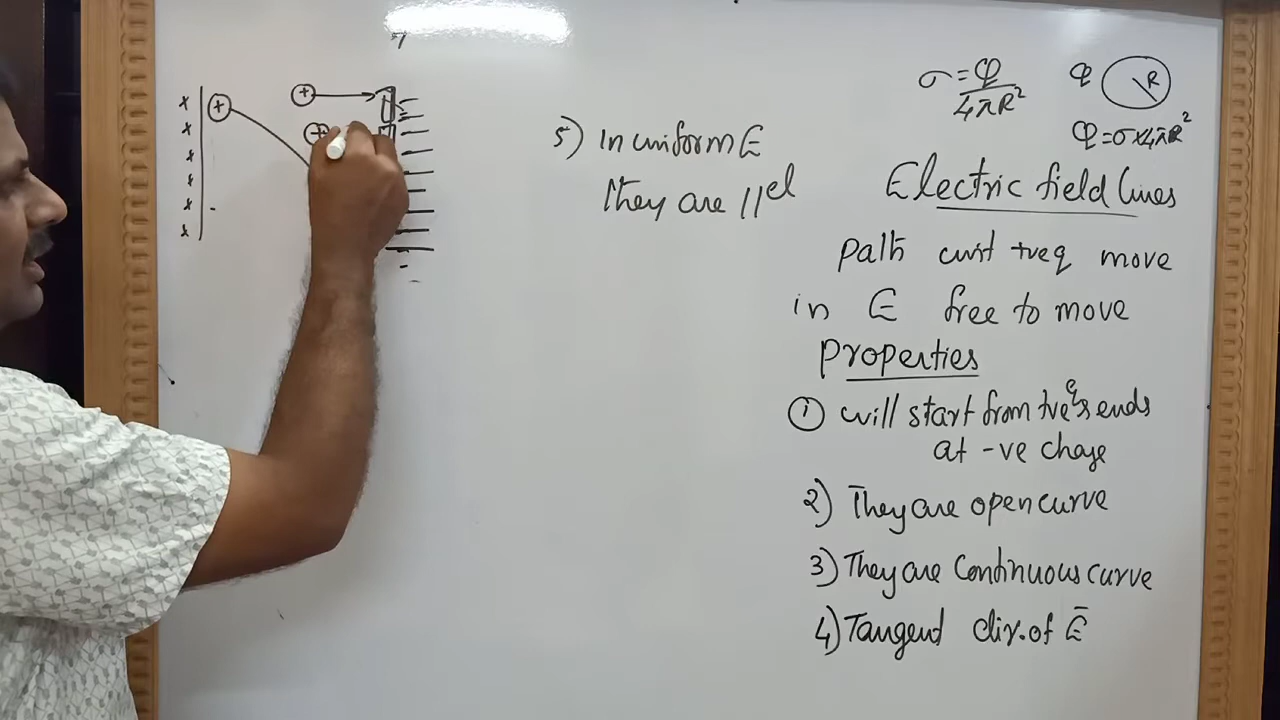 5) In uniform E
they are ||el
σ = φ / 4πR²
φ R
φ = σ×4πR²
Electric field lines
path unit +ve q move
in E free to move
Properties
① will start from +ve q's ends
at -ve charge
2) They are open curve
3) They are Continuous curve
4) Tangend dir. of E̅